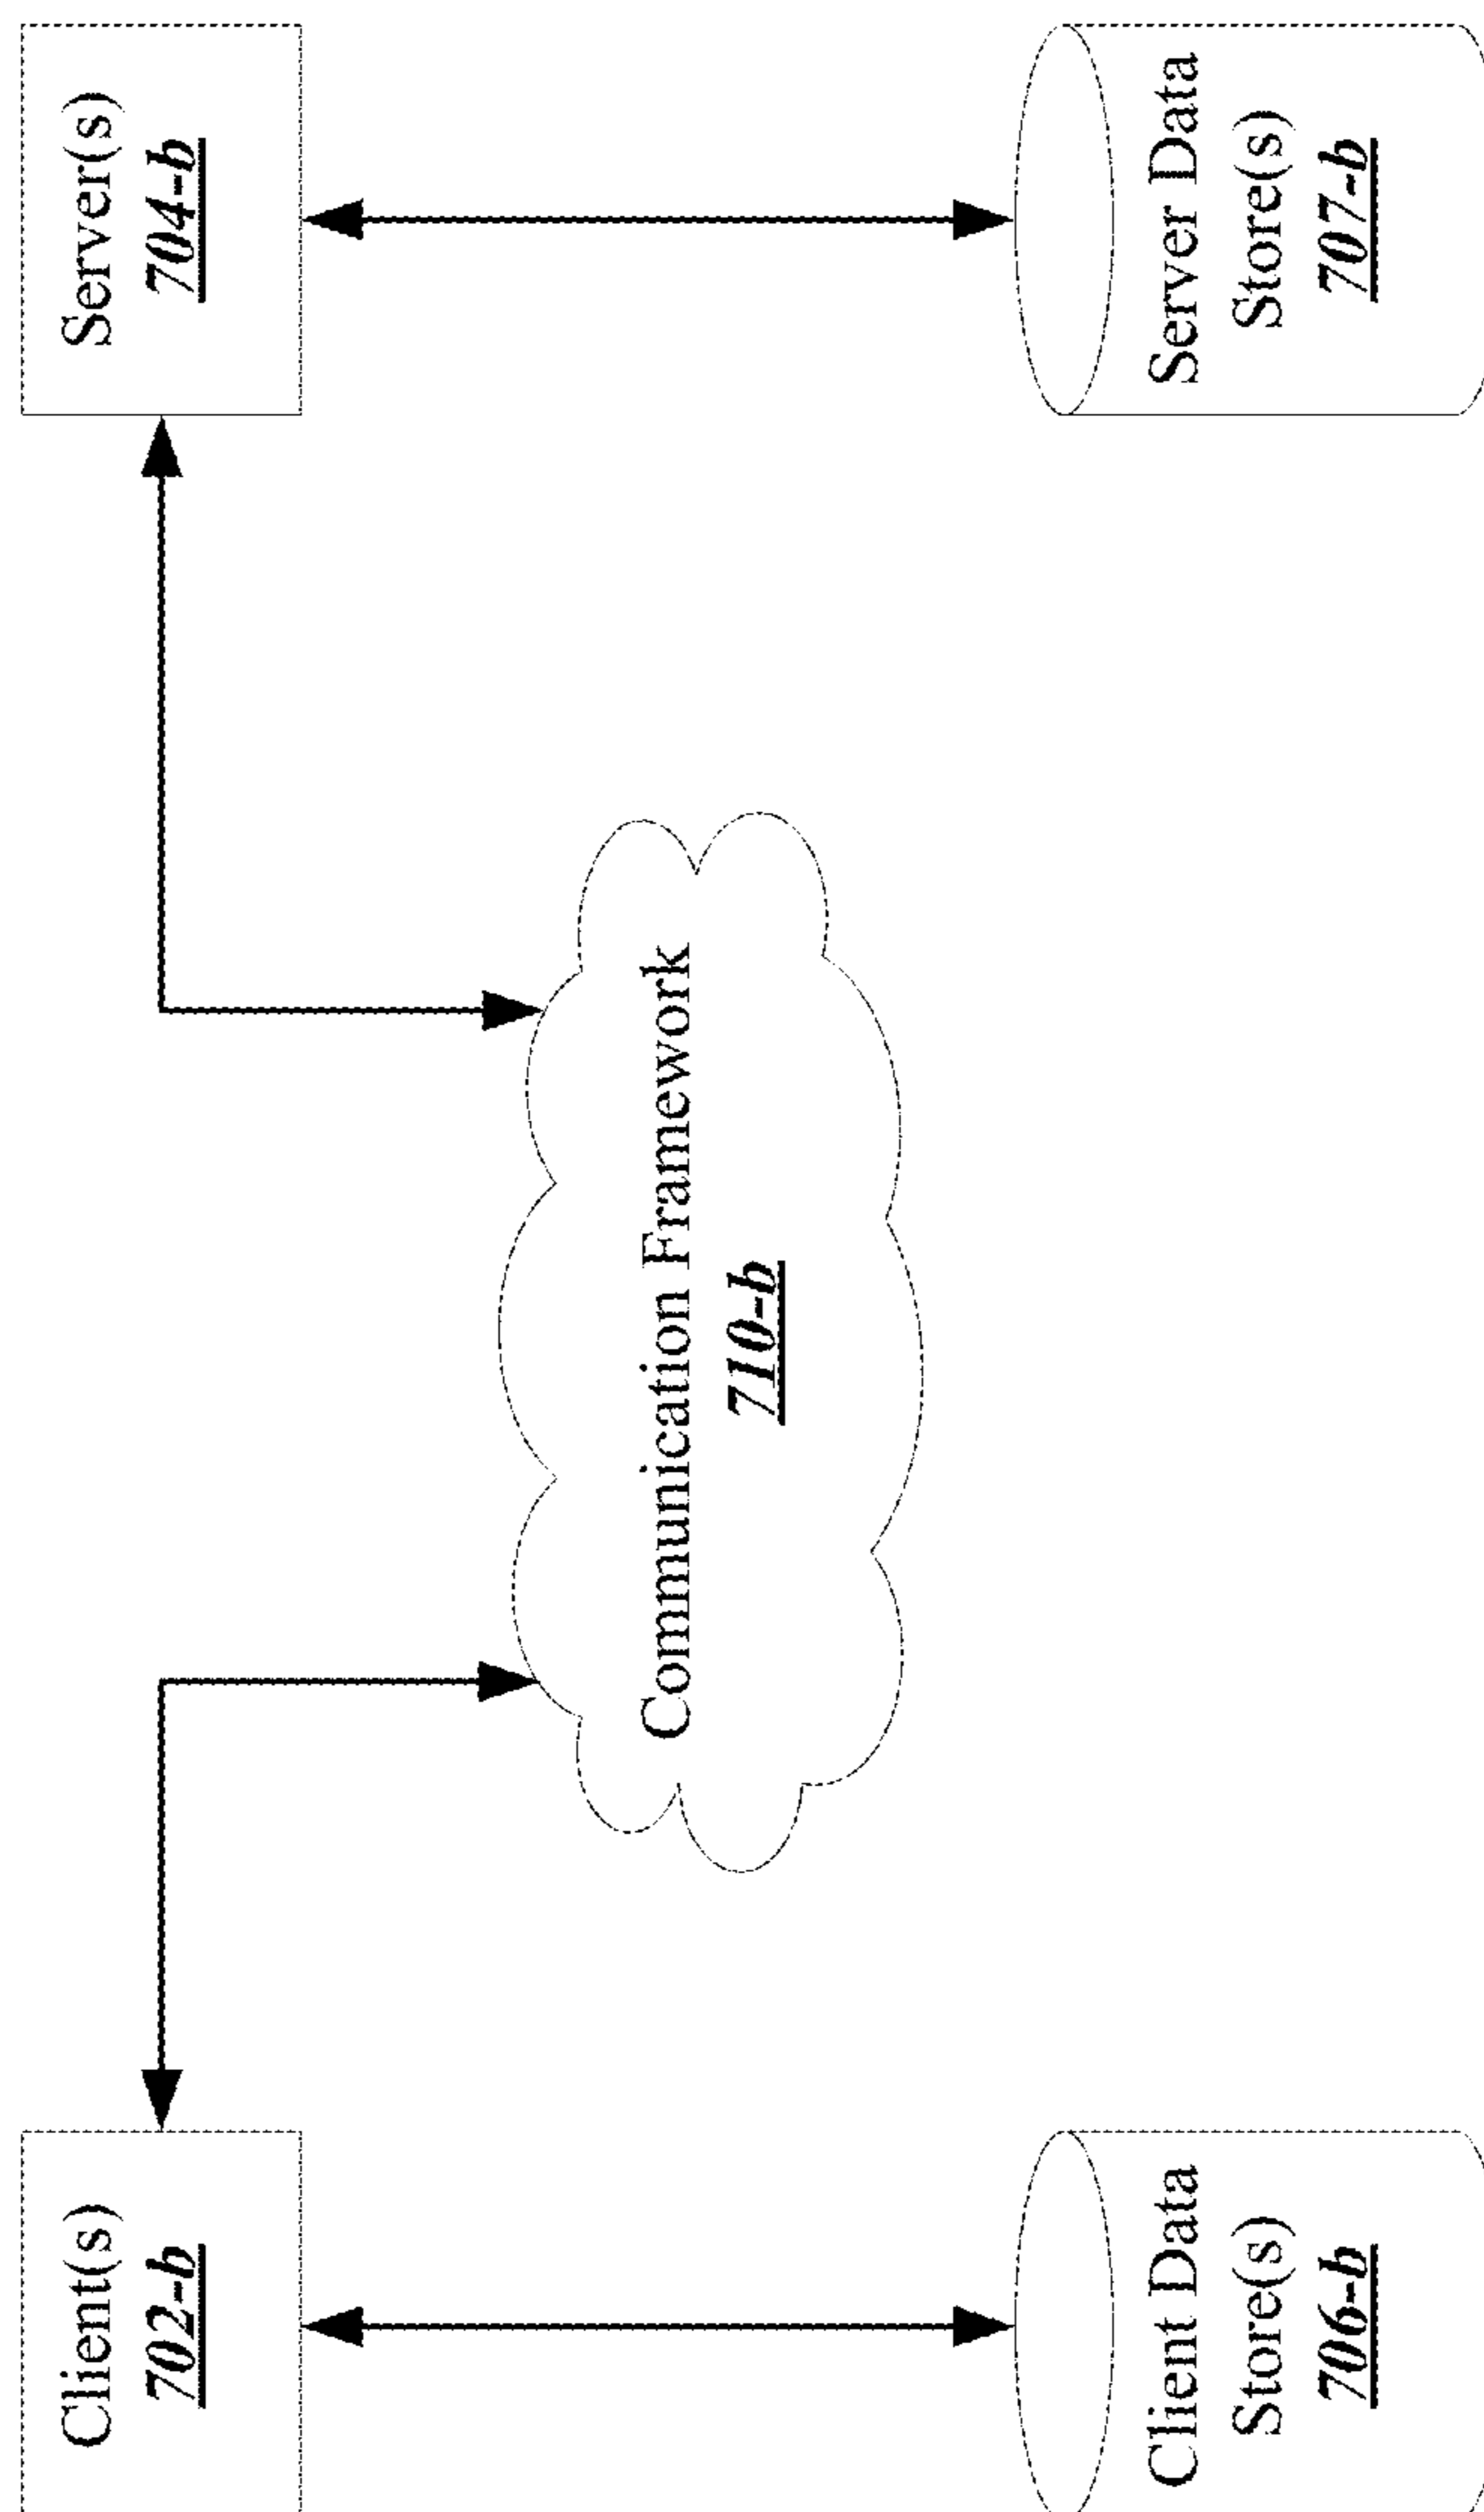 Client(s)
702-b
Server(s)
704-b
Communication Framework
710-b
Client Data
Store(s)
706-b
Server Data
Store(s)
707-b